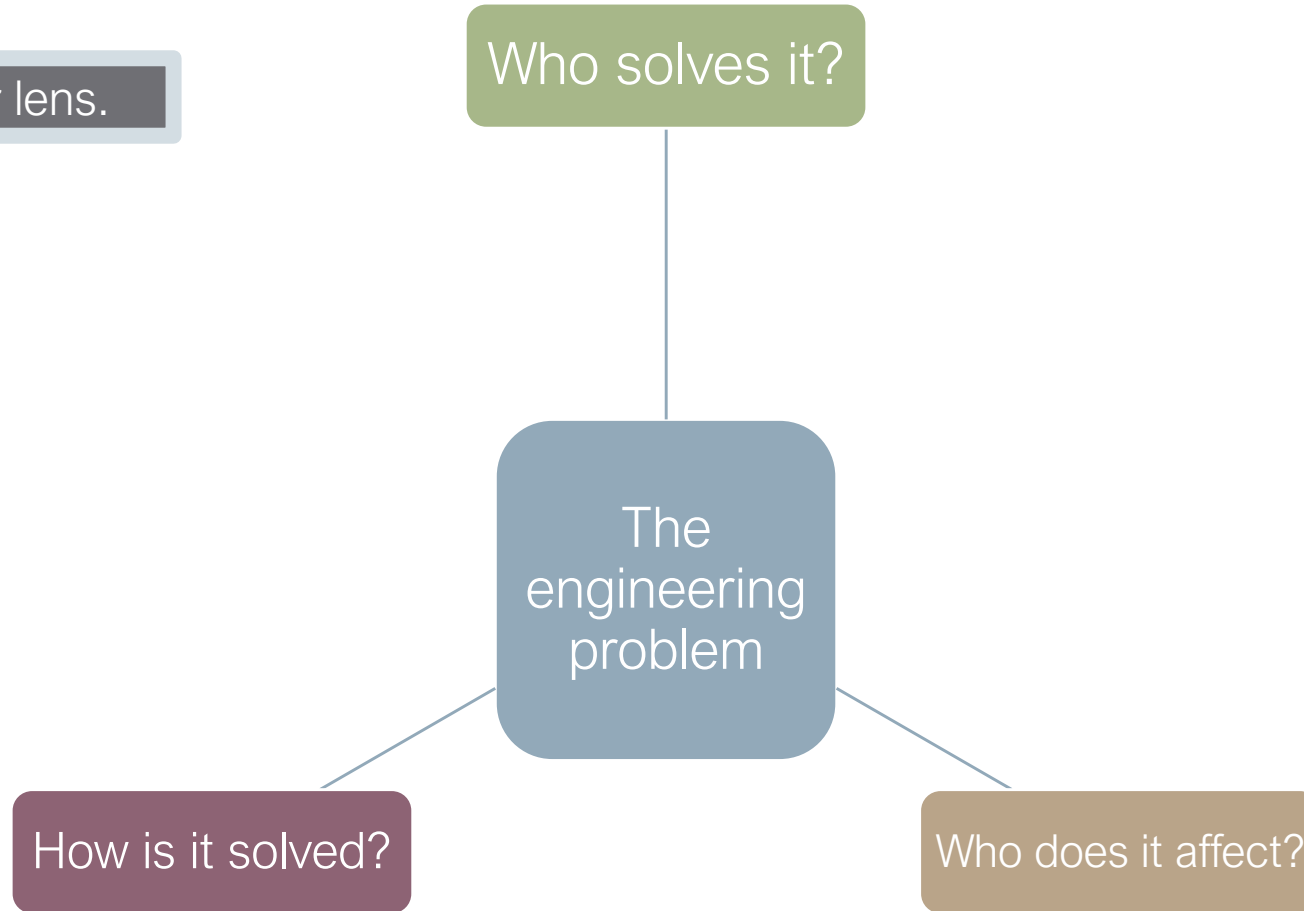 Who solves it?
lens.
The
engineering
problem
How is it solved?
Who does it affect?